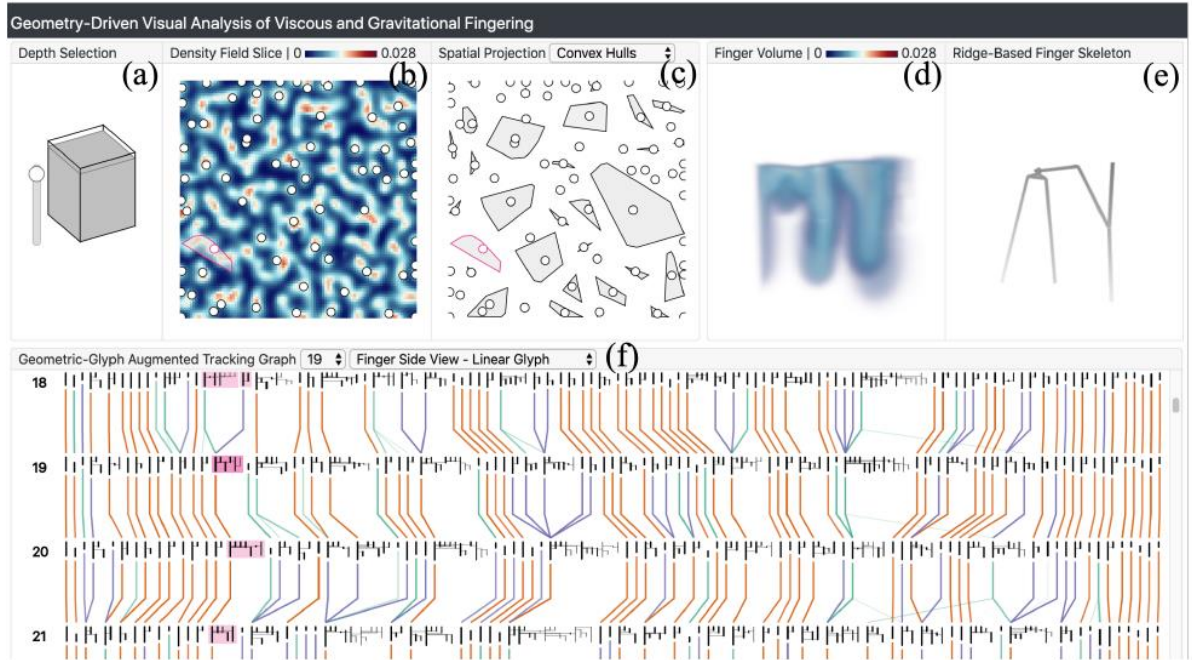 Geometry-Driven Visual Analysis of Viscous and Gravitational Fingering
Depth Selection
(a)
Density Field Slice | 0 0.028
(b)
Spatial Projection Convex Hulls
(c)
Finger Volume | 0 0.028
(d)
Ridge-Based Finger Skeleton
(e)
Geometric-Glyph Augmented Tracking Graph 19 Finger Side View - Linear Glyph (f)
18
19
20
21